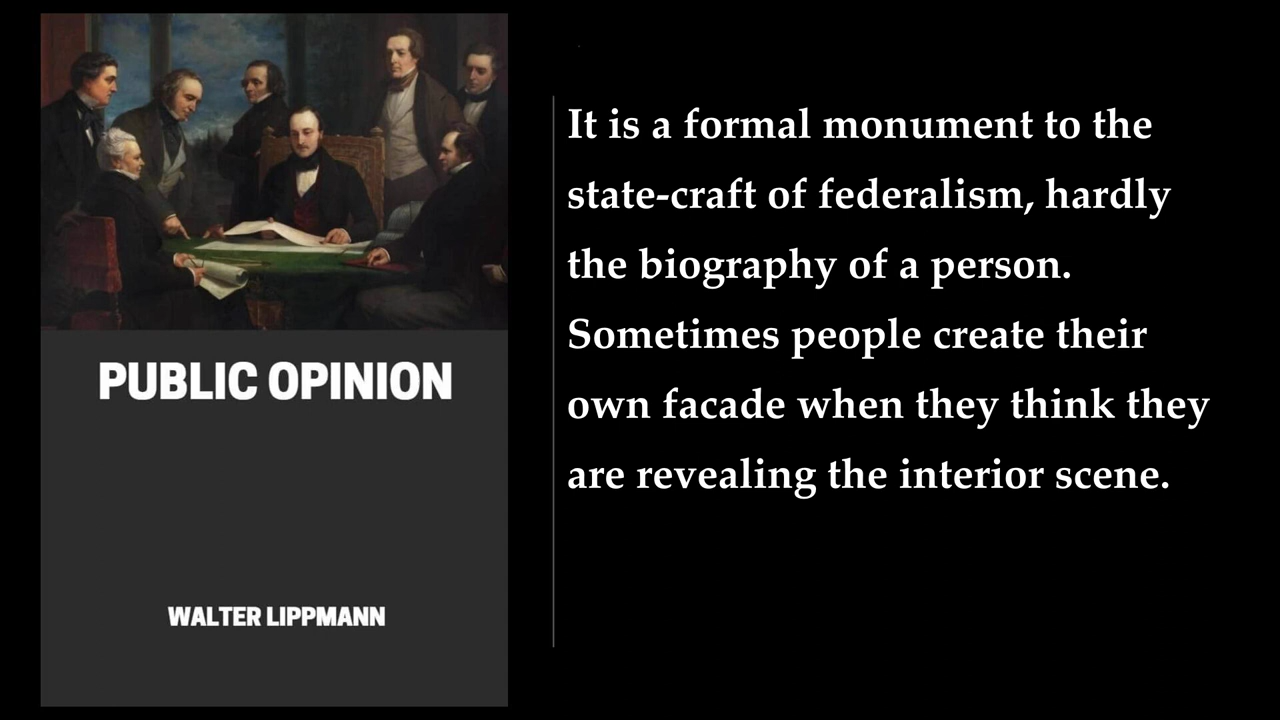 PUBLIC OPINION
WALTER LIPPMANN
It is a formal monument to the
state-craft of federalism, hardly
the biography of a person.
Sometimes people create their
own facade when they think they
are revealing the interior scene.